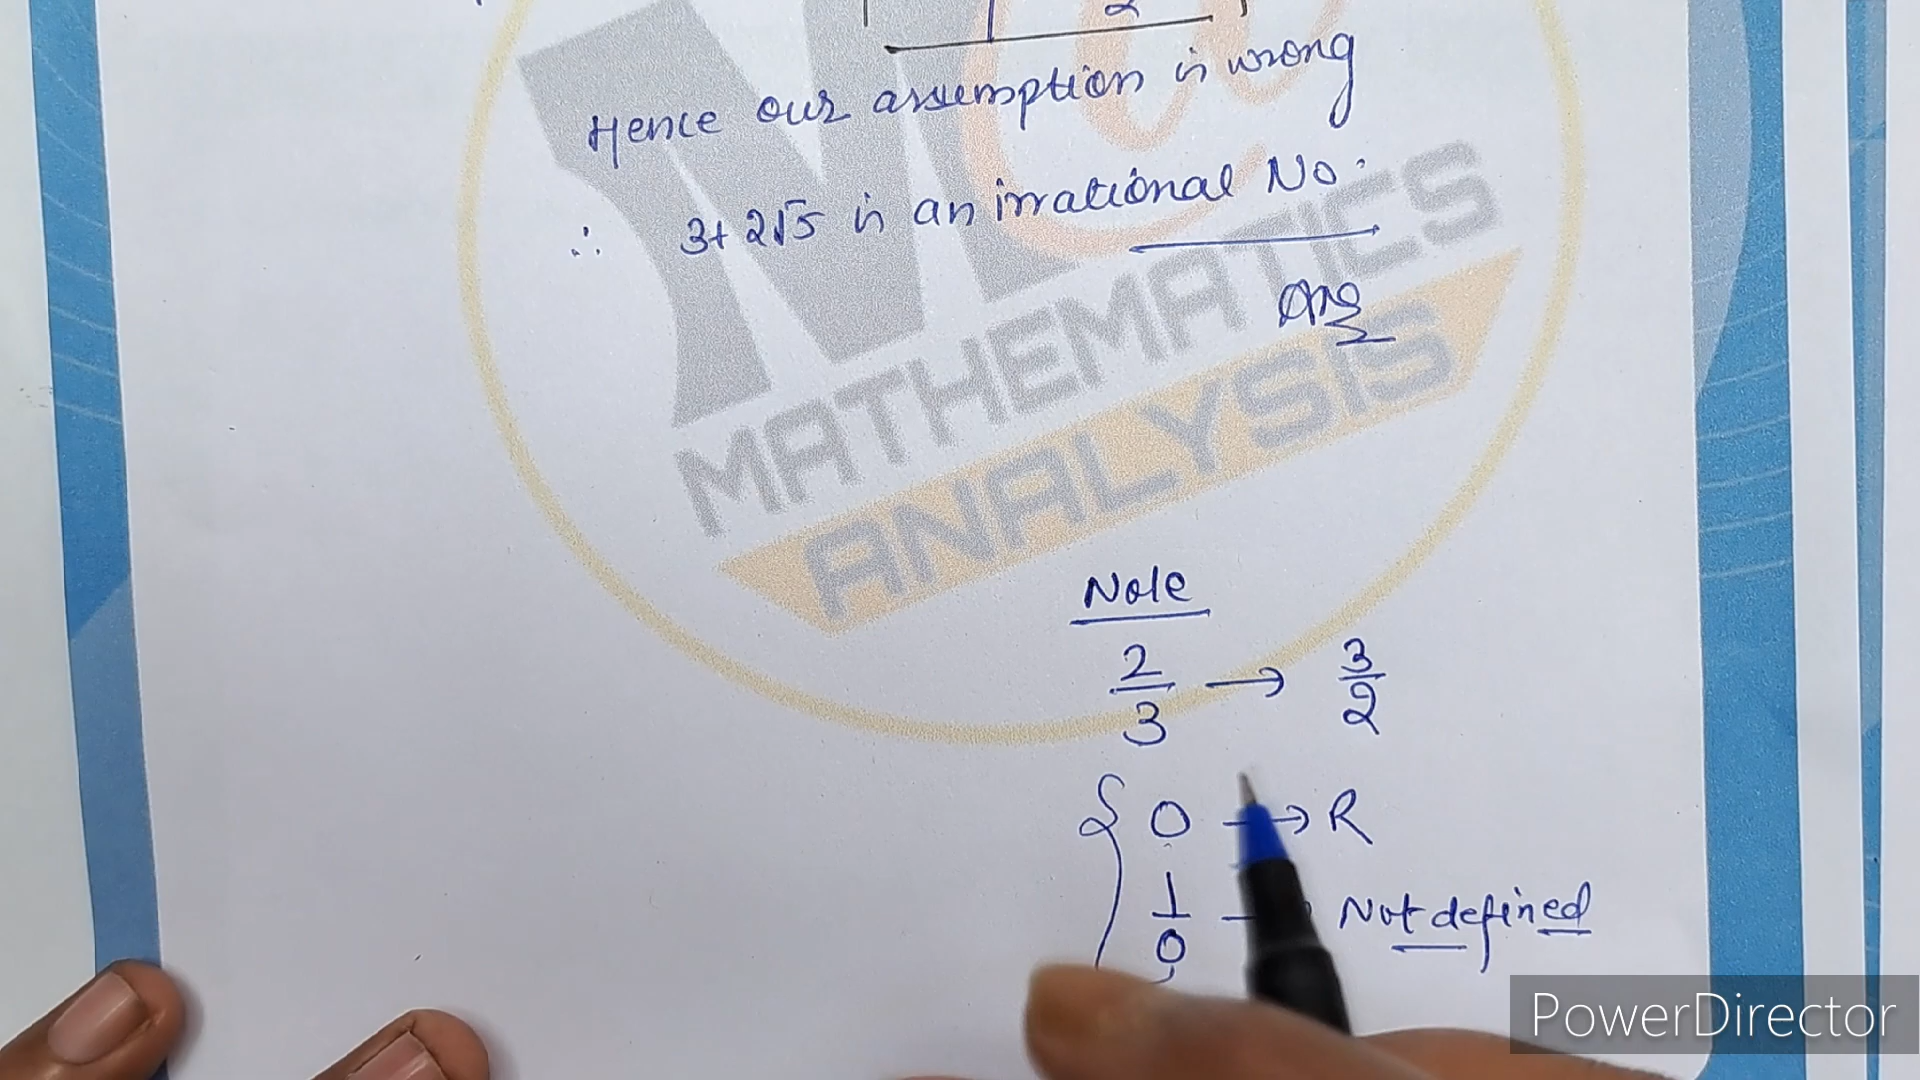 2
Hence our assumption is wrong
∴ 3+2√5 is an irrational No.
Ans
MATHEMATICS
ANALYSIS
Note
2/3 → 3/2
0 → R
1/0 → Not defined
PowerDirector